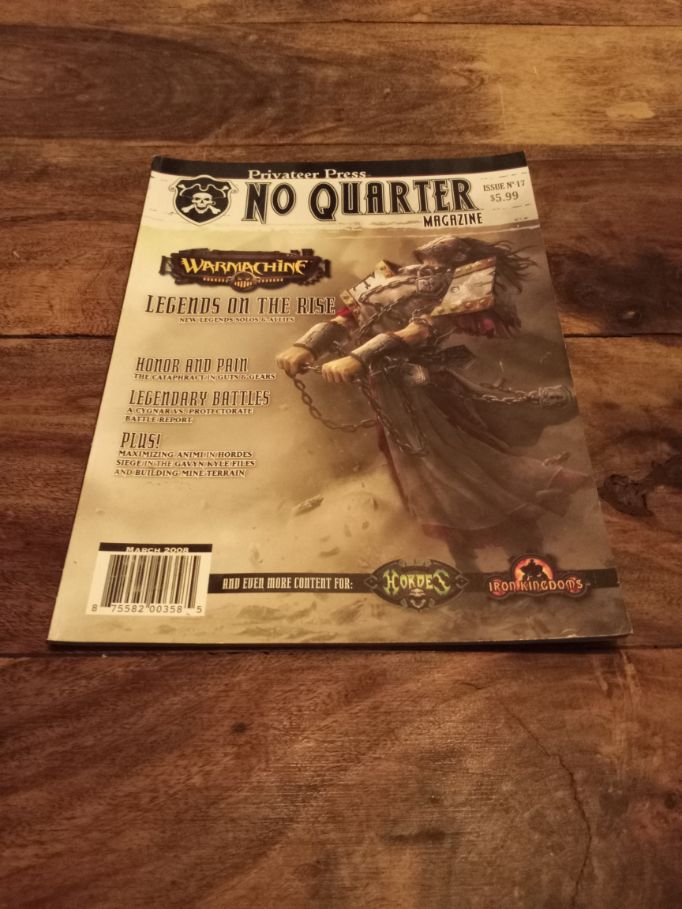 Privateer Press
NO QUARTER
MAGAZINE
ISSUE Nº 17
$5.99
WARMACHINE
LEGENDS ON THE RISE
NEW LEGENDS SOLOS & ALLIES
HONOR AND PAIN
THE CATAPHRACT IN GUTS & GEARS
LEGENDARY BATTLES
A CYGNAR VS. PROTECTORATE
BATTLE REPORT
PLUS!
MAXIMIZING ANIMI IN HORDES
SIEGE IN THE GAVYN KYLE FILES
AND BUILDING MINE TERRAIN
MARCH 2008
8 75582 00358 5
AND EVEN MORE CONTENT FOR:
HORDES
IRON KINGDOMS